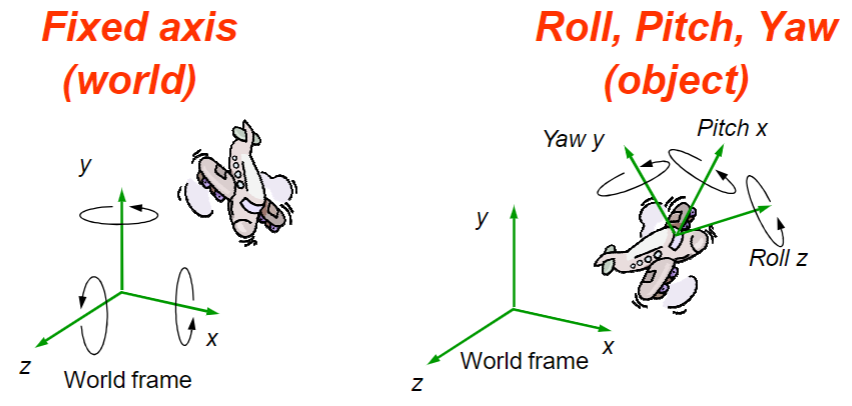 Fixed axis
(world)
y
x
z
World frame
Roll, Pitch, Yaw
(object)
Yaw y
Pitch x
Roll z
y
x
z
World frame